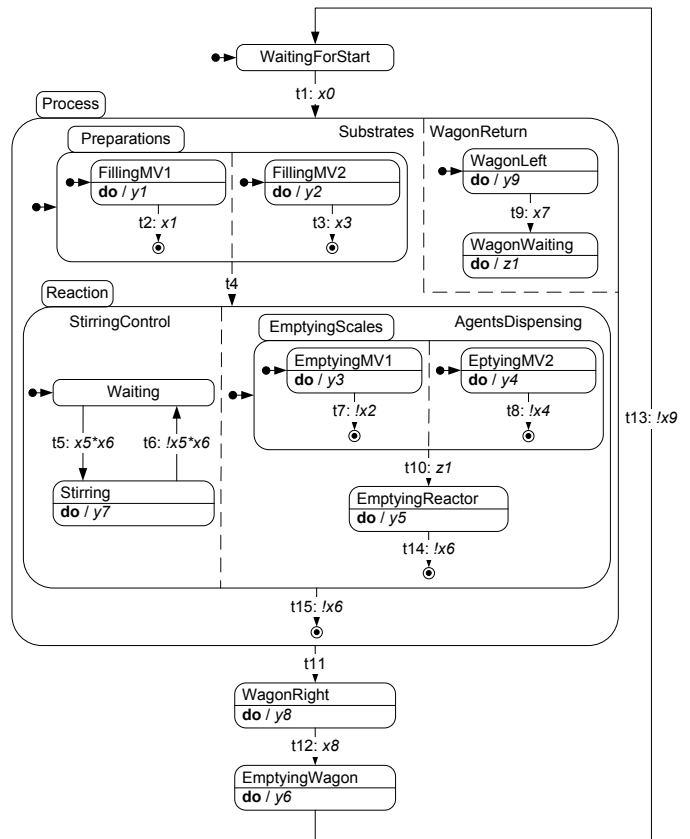 WaitingForStart
t1: x0
Process
Preparations
Substrates
WagonReturn
FillingMV1
do / y1
FillingMV2
do / y2
WagonLeft
do / y9
t2: x1
t3: x3
t9: x7
WagonWaiting
do / z1
t4
Reaction
StirringControl
EmptyingScales
AgentsDispensing
EmptyingMV1
do / y3
EptyingMV2
do / y4
Waiting
t7: !x2
t8: !x4
t13: !x9
t5: x5*x6
t6: !x5*x6
t10: z1
Stirring
do / y7
EmptyingReactor
do / y5
t14: !x6
t15: !x6
t11
WagonRight
do / y8
t12: x8
EmptyingWagon
do / y6